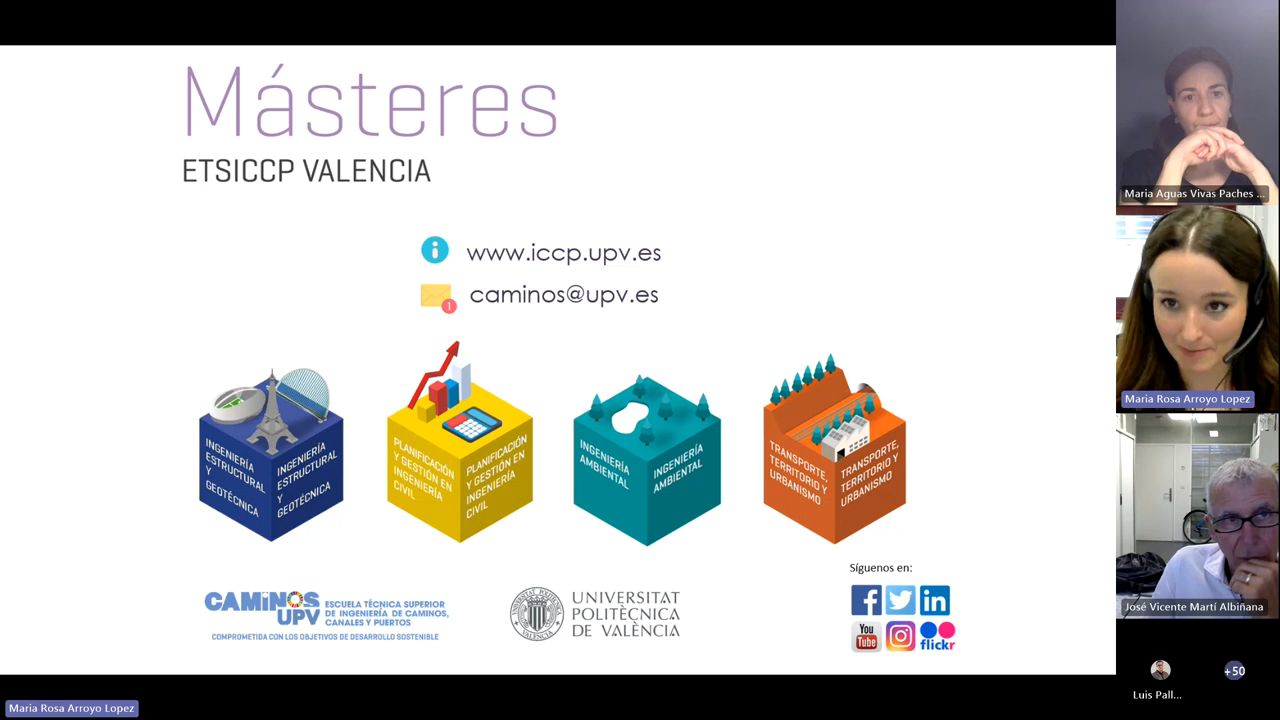 Másteres
ETSICCP VALENCIA
www.iccp.upv.es
1
caminos@upv.es
INGENIERÍA
ESTRUCTURAL
Y
GEOTÉCNICA
INGENIERÍA
ESTRUCTURAL
Y
GEOTÉCNICA
PLANIFICACIÓN
Y GESTIÓN EN
INGENIERÍA
CIVIL
PLANIFICACIÓN
Y GESTIÓN EN
INGENIERÍA
CIVIL
INGENIERÍA
AMBIENTAL
INGENIERÍA
AMBIENTAL
TRANSPORTE,
TERRITORIO Y
URBANISMO
TRANSPORTE,
TERRITORIO Y
URBANISMO
Síguenos en:
CAMINOS
UPV
ESCUELA TÉCNICA SUPERIOR
DE INGENIERÍA DE CAMINOS,
CANALES Y PUERTOS
COMPROMETIDA CON LOS OBJETIVOS DE DESARROLLO SOSTENIBLE
UNIVERSITAT
POLITÈCNICA
DE VALÈNCIA
You
Tube
flickr
Maria Aguas Vivas Paches ...
Maria Rosa Arroyo Lopez
José Vicente Martí Albiñana
Luis Pall...
+50
Maria Rosa Arroyo Lopez